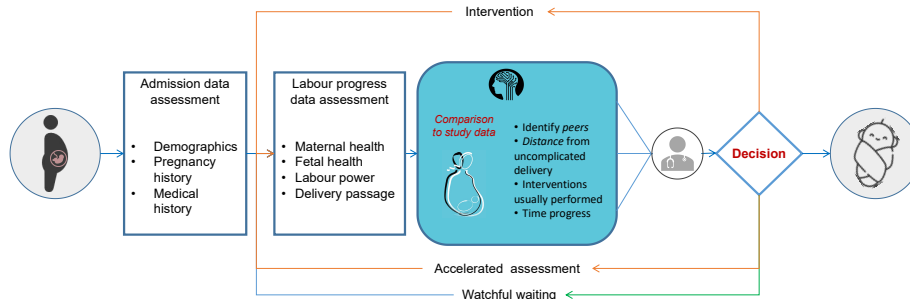 Intervention
Admission data
assessment
• Demographics
• Pregnancy
history
• Medical
history
Labour progress
data assessment
• Maternal health
• Fetal health
• Labour power
• Delivery passage
Comparison
to study data
• Identify peers
• Distance from
uncomplicated
delivery
• Interventions
usually performed
• Time progress
Decision
Accelerated assessment
Watchful waiting